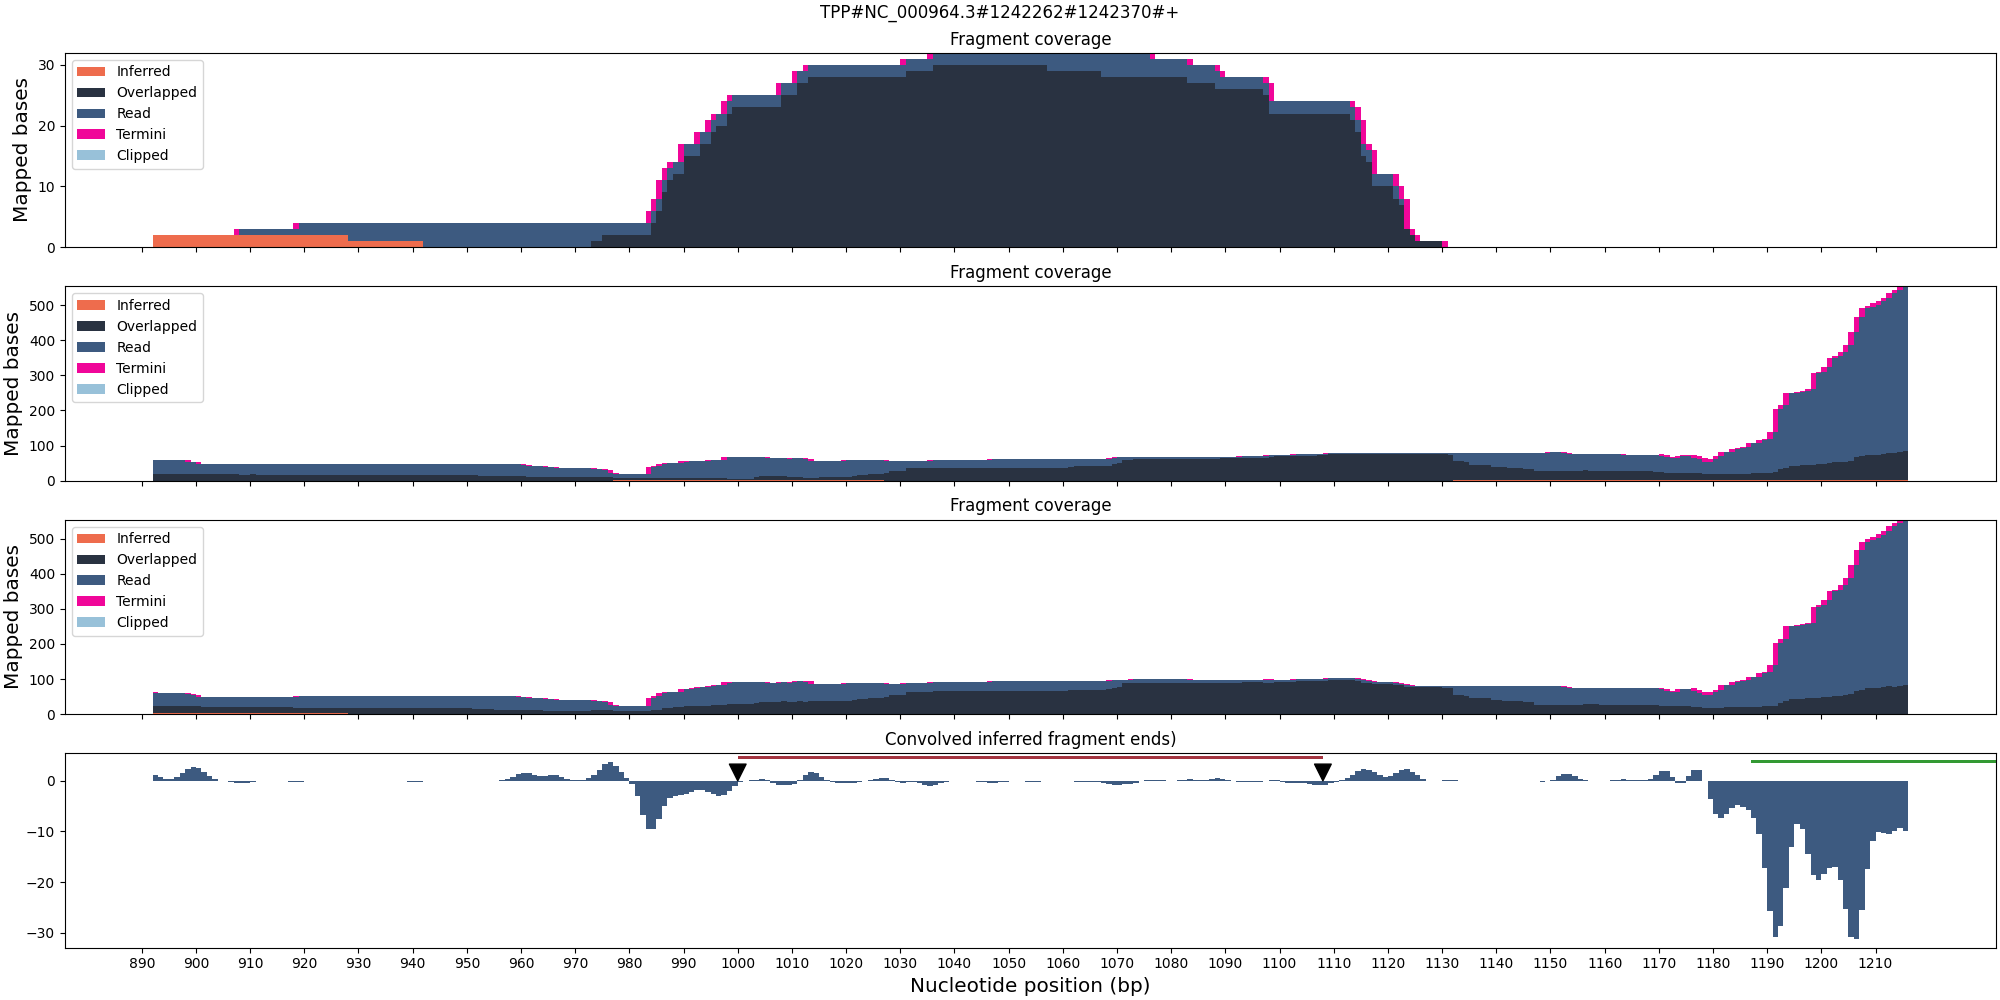 TPP#NC_000964.3#1242262#1242370#+
Fragment coverage
Mapped bases
30
20
10
0
Inferred
Overlapped
Read
Termini
Clipped
Fragment coverage
Mapped bases
500
400
300
200
100
0
Inferred
Overlapped
Read
Termini
Clipped
Fragment coverage
Mapped bases
500
400
300
200
100
0
Inferred
Overlapped
Read
Termini
Clipped
Convolved inferred fragment ends)
0
−10
−20
−30
890 900 910 920 930 940 950 960 970 980 990 1000 1010 1020 1030 1040 1050 1060 1070 1080 1090 1100 1110 1120 1130 1140 1150 1160 1170 1180 1190 1200 1210
Nucleotide position (bp)